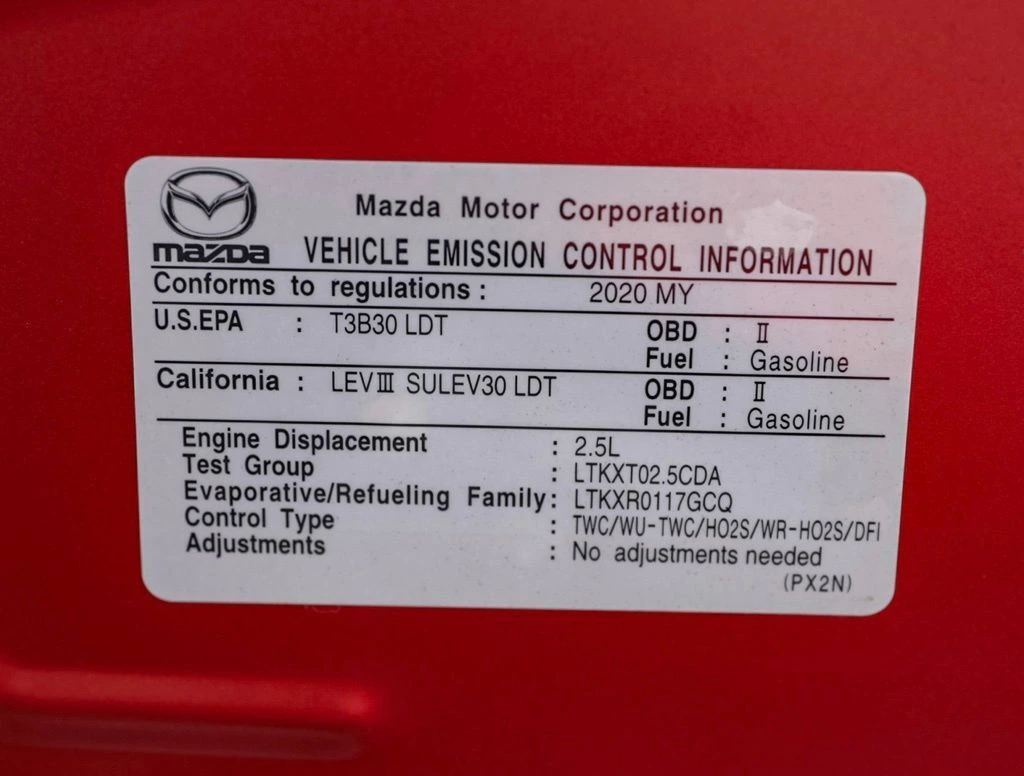 mazda
Mazda Motor Corporation
VEHICLE EMISSION CONTROL INFORMATION
Conforms to regulations : 2020 MY
U.S.EPA : T3B30 LDT OBD : Ⅱ
Fuel : Gasoline
California : LEVⅢ SULEV30 LDT OBD : Ⅱ
Fuel : Gasoline
Engine Displacement : 2.5L
Test Group : LTKXT02.5CDA
Evaporative/Refueling Family: LTKXR0117GCQ
Control Type : TWC/WU-TWC/HO2S/WR-HO2S/DFI
Adjustments : No adjustments needed
(PX2N)